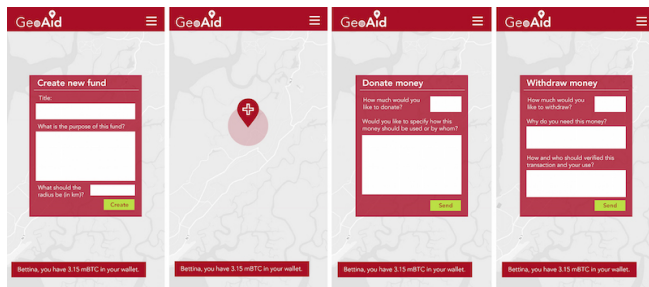 GeoAid
Create new fund
Title:
What is the purpose of this fund?
What should the
radius be (in km)?
Create
Bettina, you have 3.15 mBTC in your wallet.
GeoAid
Bettina, you have 3.15 mBTC in your wallet.
GeoAid
Donate money
How much would you
like to donate?
Would you like to specify how this
money should be used or by whom?
Send
Bettina, you have 3.15 mBTC in your wallet.
GeoAid
Withdraw money
How much would you
like to withdraw?
Why do you need this money?
How and who should verified this
transaction and your use?
Send
Bettina, you have 3.15 mBTC in your wallet.